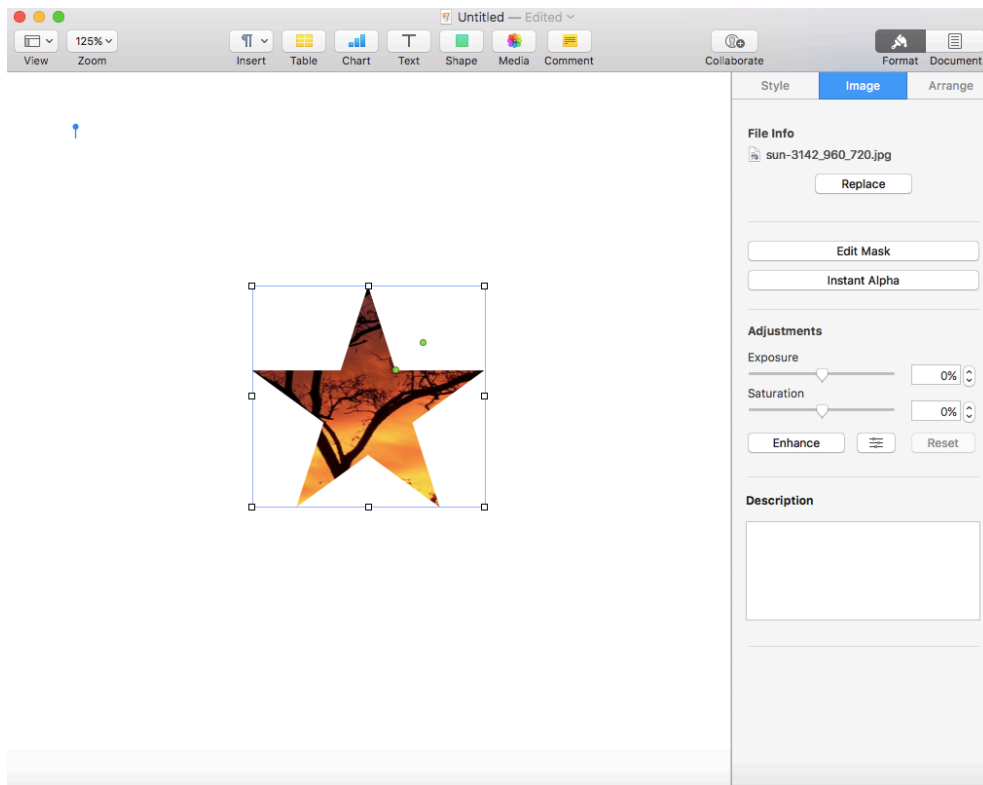 Untitled — Edited
125%
View
Zoom
Insert
Table
Chart
Text
Shape
Media
Comment
Collaborate
Format
Document
Style
Image
Arrange
File Info
sun-3142_960_720.jpg
Replace
Edit Mask
Instant Alpha
Adjustments
Exposure
0%
Saturation
0%
Enhance
Reset
Description